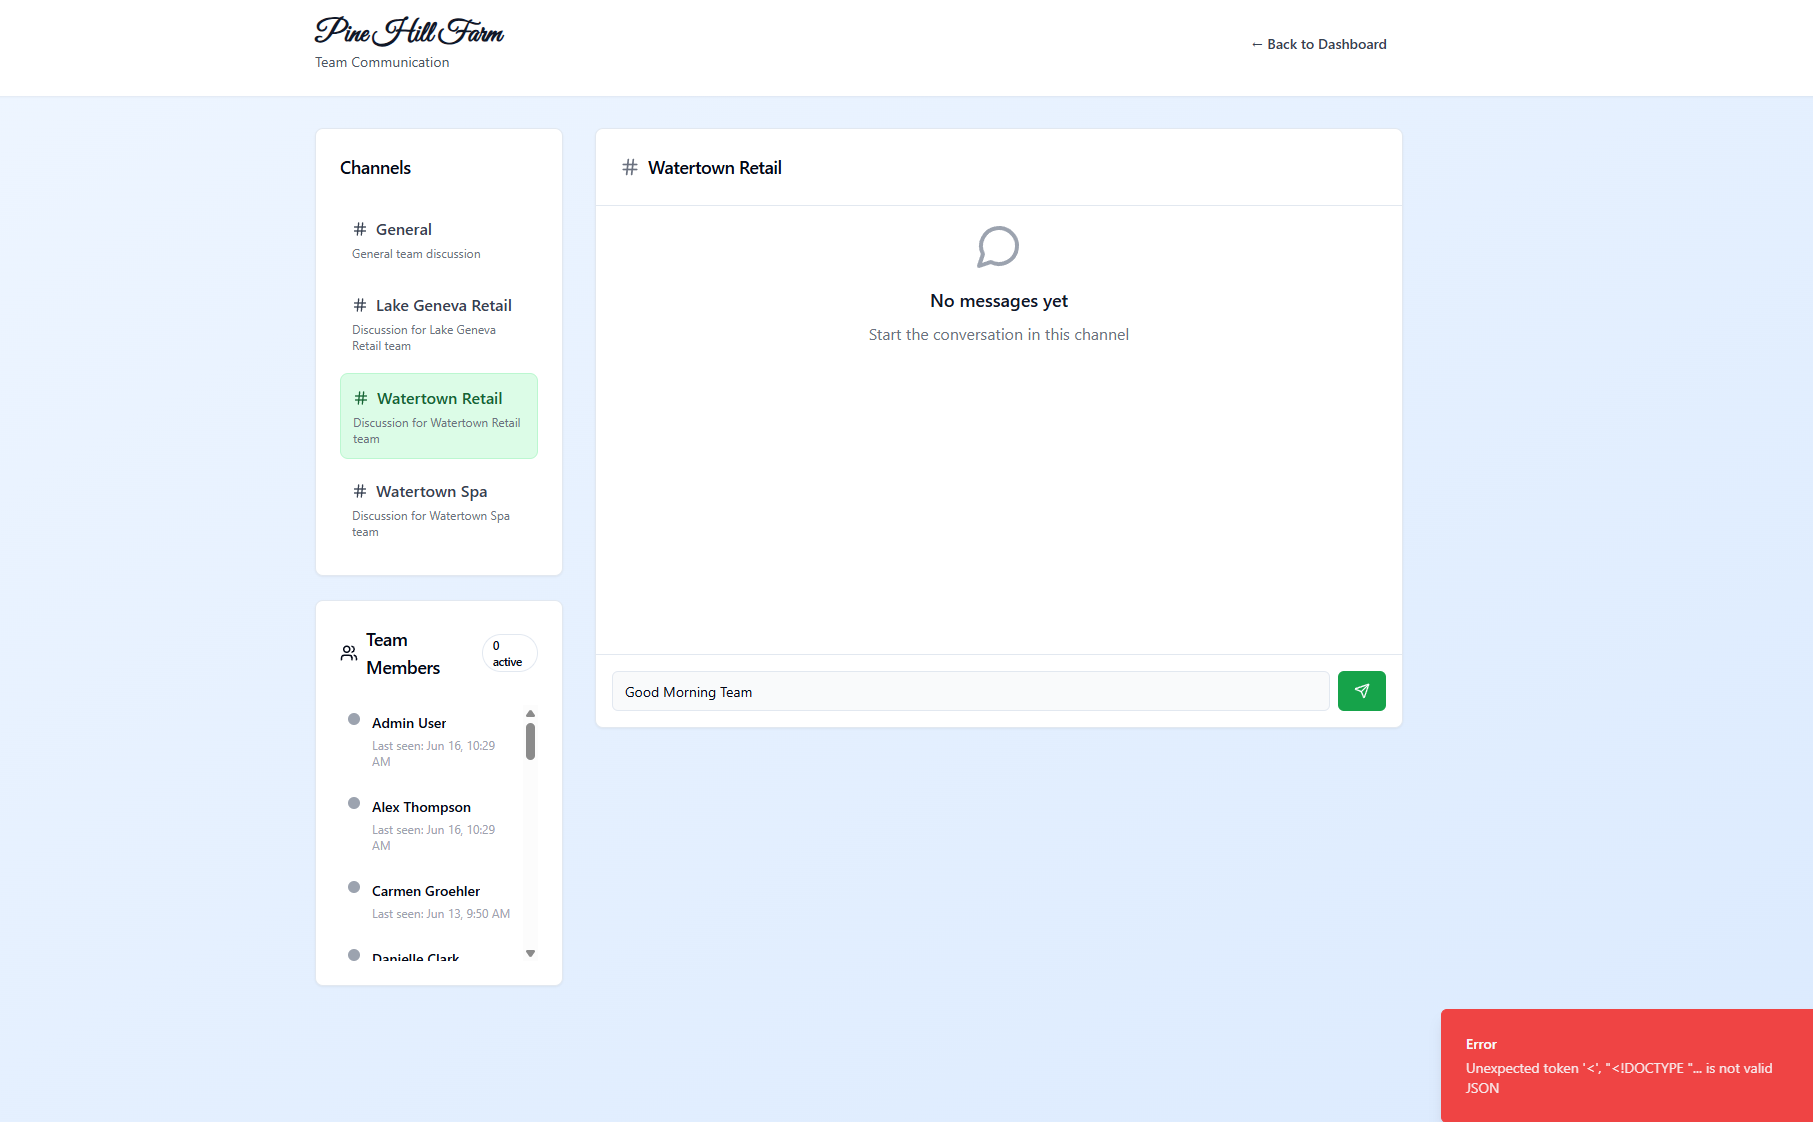 Pine Hill Farm
Team Communication
← Back to Dashboard
Channels
# General
General team discussion
# Lake Geneva Retail
Discussion for Lake Geneva
Retail team
# Watertown Retail
Discussion for Watertown Retail
team
# Watertown Spa
Discussion for Watertown Spa
team
Team
Members
0
active
Admin User
Last seen: Jun 16, 10:29
AM
Alex Thompson
Last seen: Jun 16, 10:29
AM
Carmen Groehler
Last seen: Jun 13, 9:50 AM
Danielle Clark
# Watertown Retail
No messages yet
Start the conversation in this channel
Good Morning Team
Error
Unexpected token '<', "<!DOCTYPE "... is not valid
JSON